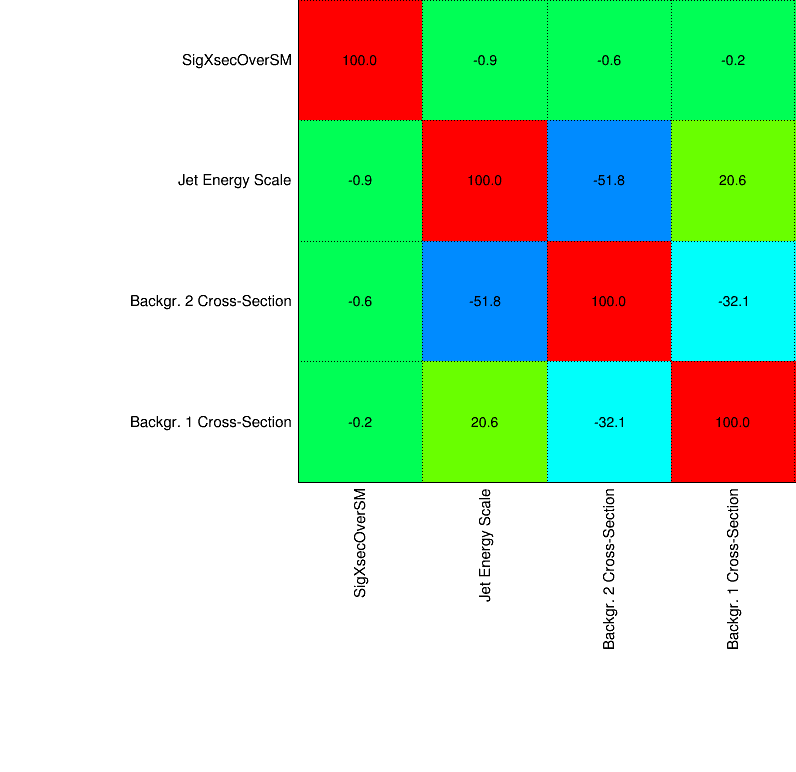 SigXsecOverSM 100.0 -0.9 -0.6 -0.2
Jet Energy Scale -0.9 100.0 -51.8 20.6
Backgr. 2 Cross-Section -0.6 -51.8 100.0 -32.1
Backgr. 1 Cross-Section -0.2 20.6 -32.1 100.0
SigXsecOverSM
Jet Energy Scale
Backgr. 2 Cross-Section
Backgr. 1 Cross-Section